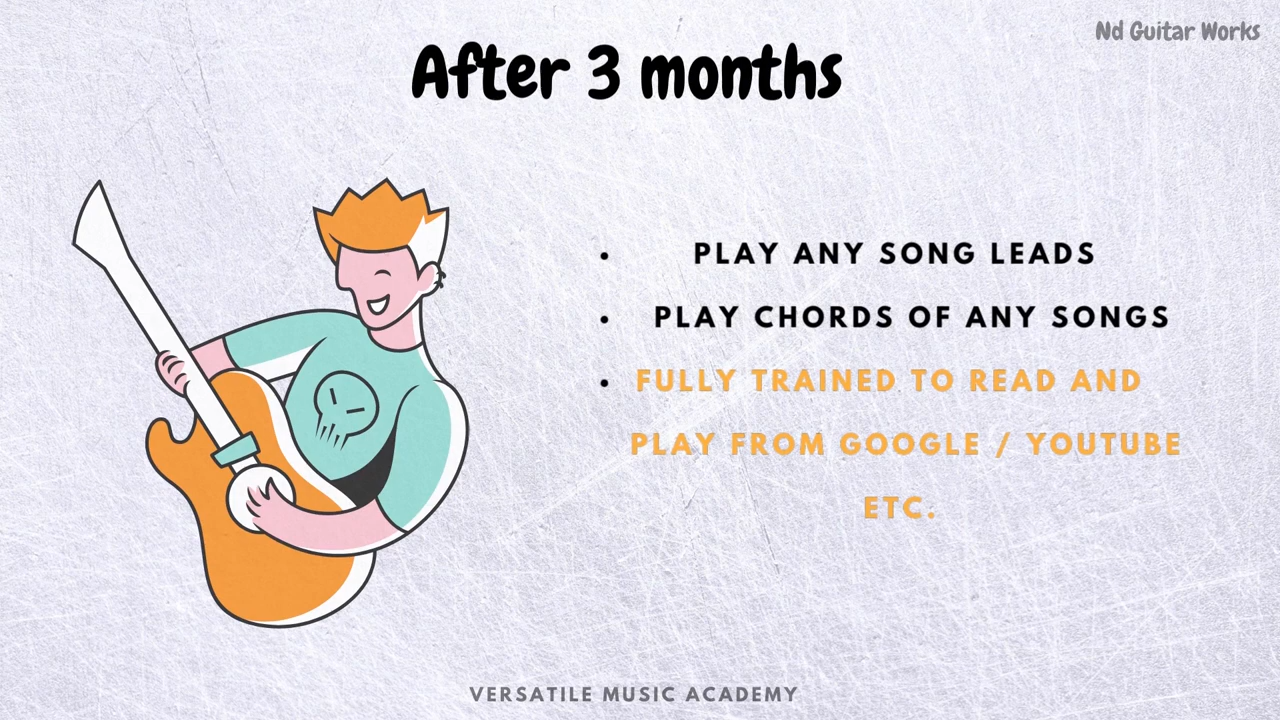 Nd Guitar Works
After 3 months
• PLAY ANY SONG LEADS
• PLAY CHORDS OF ANY SONGS
• FULLY TRAINED TO READ AND
PLAY FROM GOOGLE / YOUTUBE
ETC.
VERSATILE MUSIC ACADEMY